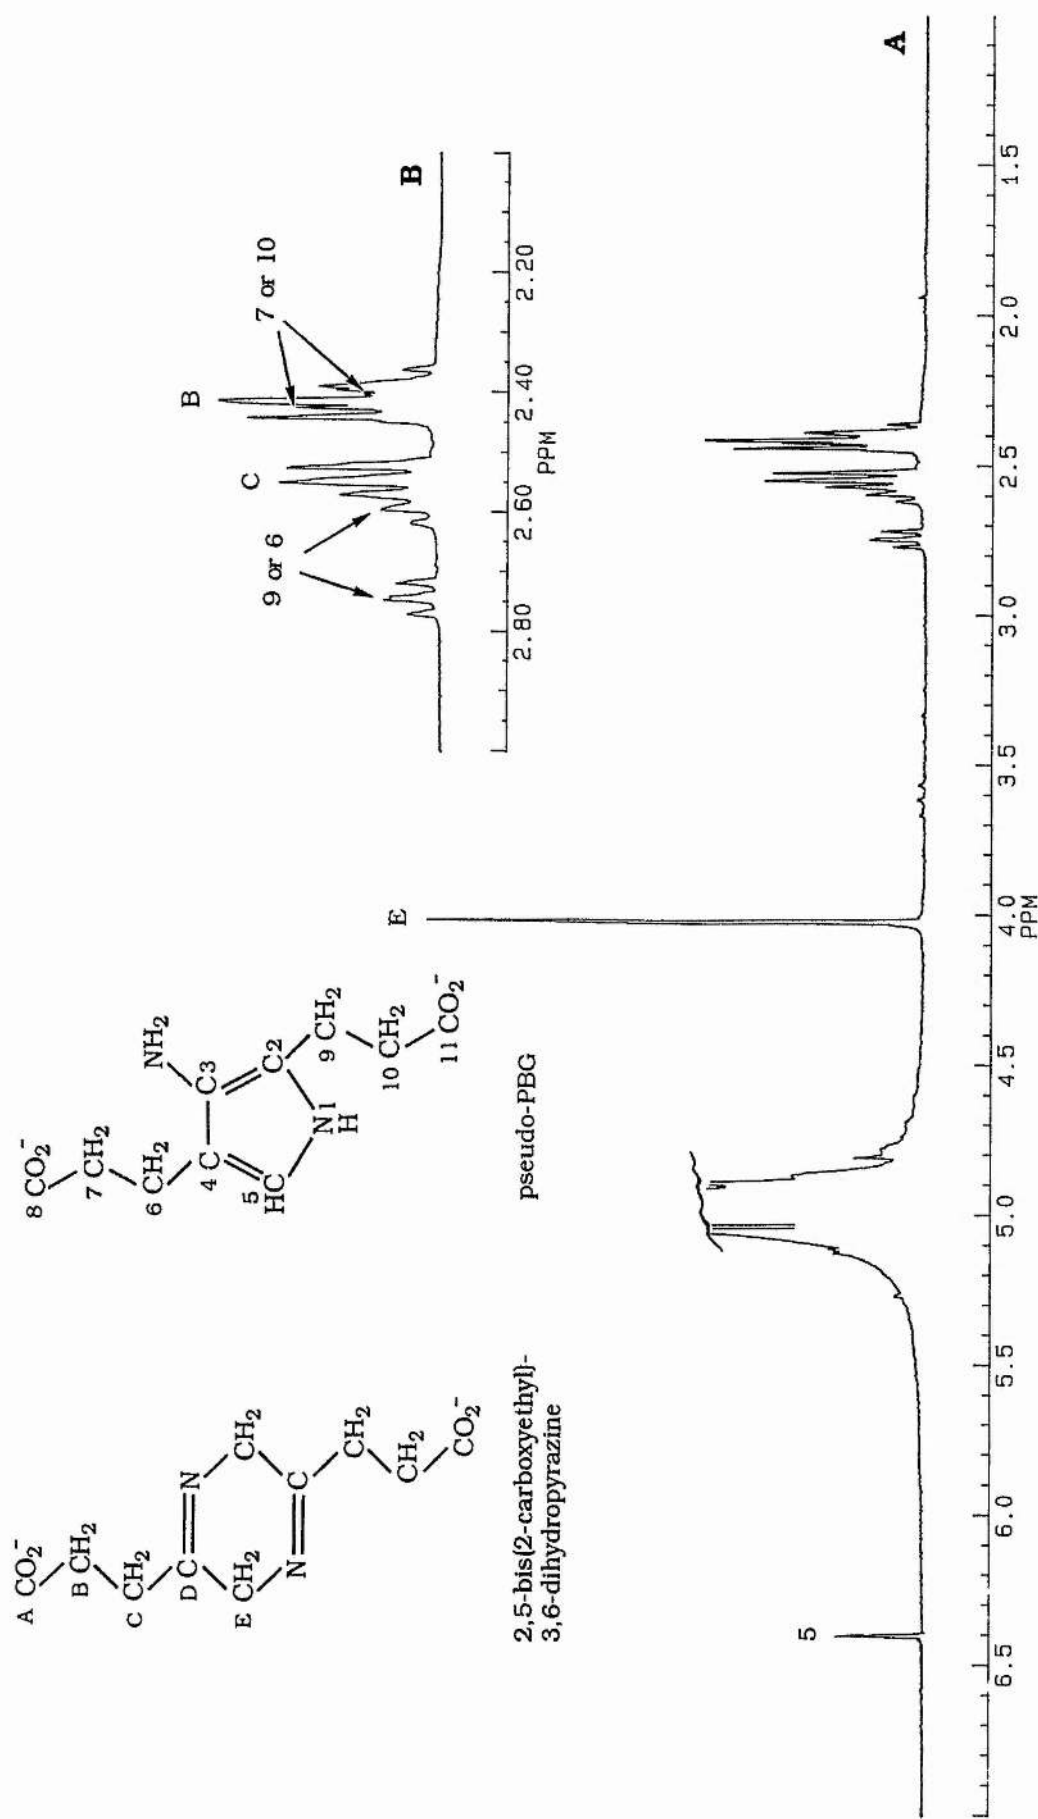 A CO₂⁻
B CH₂
C CH₂
D C
N
E CH₂
CH₂
N
C
CH₂
CH₂
CO₂⁻
2,5-bis(2-carboxyethyl)-
3,6-dihydropyrazine
8 CO₂⁻
7 CH₂
6 CH₂
NH₂
C3
C
4
C2
5
HC
N1
H
CH₂
9
10 CH₂
11 CO₂⁻
pseudo-PBG
9 or 6
C
B
7 or 10
B
2.80 2.60 2.40 2.20
PPM
5
E
A
6.5 6.0 5.5 5.0 4.5 4.0 3.5 3.0 2.5 2.0 1.5
PPM